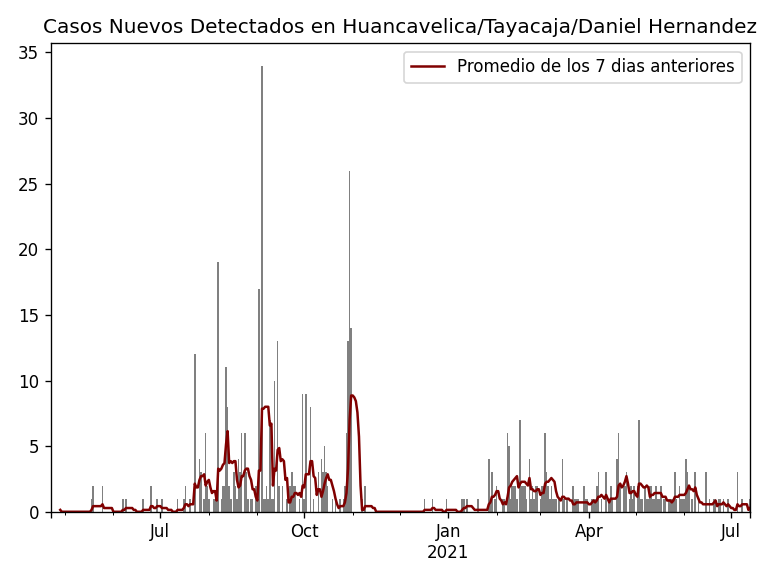 Casos Nuevos Detectados en Huancavelica/Tayacaja/Daniel Hernandez
Promedio de los 7 dias anteriores
35
30
25
20
15
10
5
0
Jul
Oct
Jan
2021
Apr
Jul